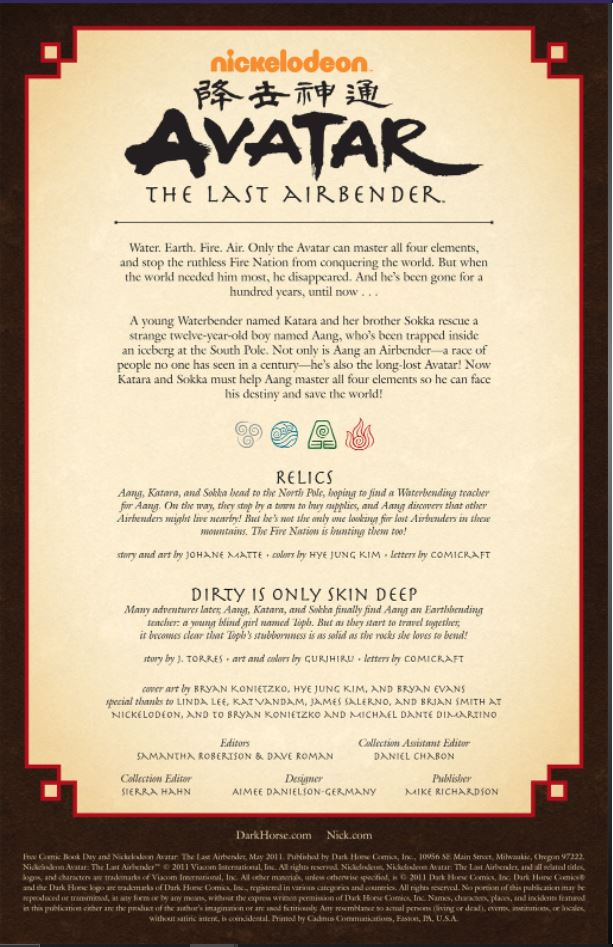 nickelodeon™
降去神通
AVATAR
THE LAST AIRBENDER™
Water. Earth. Fire. Air. Only the Avatar can master all four elements,
and stop the ruthless Fire Nation from conquering the world. But when
the world needed him most, he disappeared. And he's been gone for a
hundred years, until now . . .
A young Waterbender named Katara and her brother Sokka rescue a
strange twelve-year-old boy named Aang, who's been trapped inside
an iceberg at the South Pole. Not only is Aang an Airbender—a race of
people no one has seen in a century—he's also the long-lost Avatar! Now
Katara and Sokka must help Aang master all four elements so he can face
his destiny and save the world!
RELICS
Aang, Katara, and Sokka head to the North Pole, hoping to find a Waterbending teacher
for Aang. On the way, they stop by a town to buy supplies, and Aang discovers that other
Airbenders might live nearby! But he's not the only one looking for lost Airbenders in these
mountains. The Fire Nation is hunting them too!
story and art by JOHANE MATTE • colors by HYE JUNG KIM • letters by COMICRAFT
DIRTY IS ONLY SKIN DEEP
Many adventures later, Aang, Katara, and Sokka finally find Aang an Earthbending
teacher: a young blind girl named Toph. But as they start to travel together,
it becomes clear that Toph's stubbornness is as solid as the rocks she loves to bend!
story by J. TORRES • art and colors by GURIHIRU • letters by COMICRAFT
cover art by BRYAN KONIETZKO, HYE JUNG KIM, AND BRYAN EVANS
special thanks to LINDA LEE, KAT VANDAM, JAMES SALERNO, AND BRIAN SMITH AT
NICKELODEON, AND TO BRYAN KONIETZKO AND MICHAEL DANTE DIMARTINO
Editors
SAMANTHA ROBERTSON & DAVE ROMAN
Collection Assistant Editor
DANIEL CHABON
Collection Editor
SIERRA HAHN
Designer
AIMEE DANIELSON-GERMANY
Publisher
MIKE RICHARDSON
DarkHorse.com Nick.com
Free Comic Book Day and Nickelodeon Avatar: The Last Airbender, May 2011. Published by Dark Horse Comics, Inc., 10956 SE Main Street, Milwaukie, Oregon 97222.
Nickelodeon Avatar: The Last Airbender™ © 2011 Viacom International, Inc. All rights reserved. Nickelodeon, Nickelodeon Avatar: The Last Airbender, and all related titles,
logos, and characters are trademarks of Viacom International, Inc. All other materials, unless otherwise specified, is © 2011 Dark Horse Comics, Inc. Dark Horse Comics®
and the Dark Horse logo are trademarks of Dark Horse Comics, Inc., registered in various categories and countries. All rights reserved. No portion of this publication may be
reproduced or transmitted, in any form or by any means, without the express written permission of Dark Horse Comics, Inc. Names, characters, places, and incidents featured
in this publication either are the product of the author's imagination or are used fictitiously. Any resemblance to actual persons (living or dead), events, institutions, or locales,
without satiric intent, is coincidental. Printed by Cadmus Communications, Easton, PA, U.S.A.